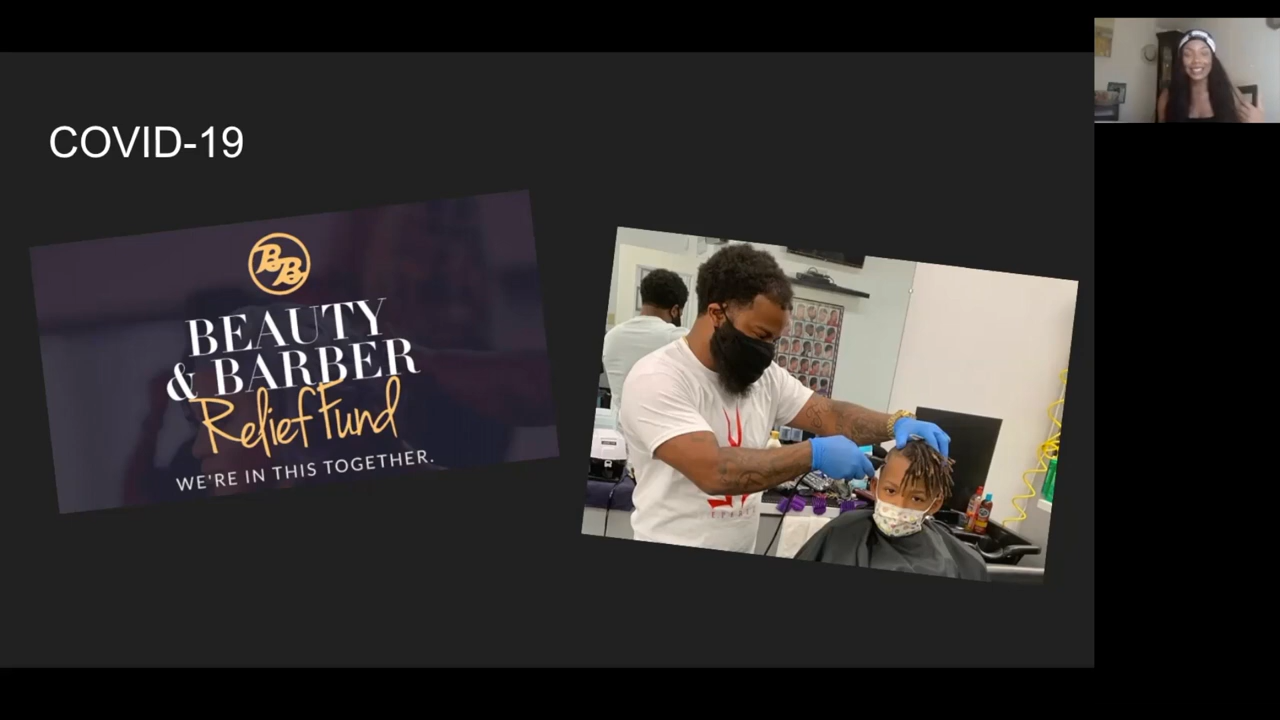 COVID-19
BB
BEAUTY
& BARBER
Relief Fund
WE'RE IN THIS TOGETHER.